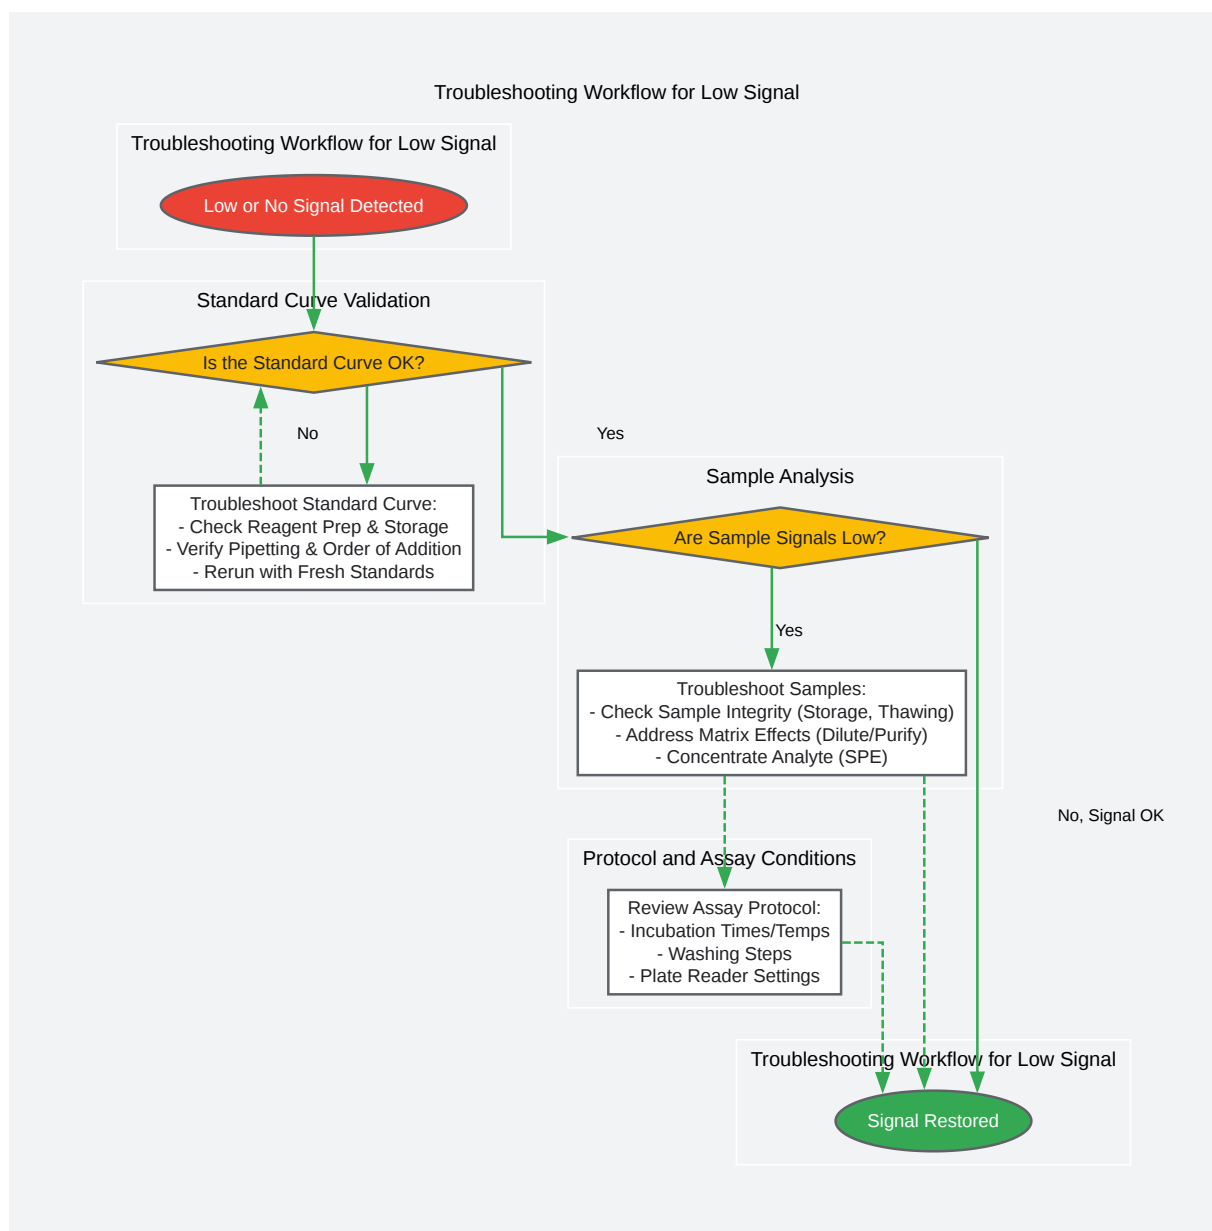 Troubleshooting Workflow for Low Signal
Troubleshooting Workflow for Low Signal
Low or No Signal Detected
Standard Curve Validation
Is the Standard Curve OK?
No
Yes
Troubleshoot Standard Curve:
- Check Reagent Prep & Storage
- Verify Pipetting & Order of Addition
- Rerun with Fresh Standards
Sample Analysis
Are Sample Signals Low?
Yes
Troubleshoot Samples:
- Check Sample Integrity (Storage, Thawing)
- Address Matrix Effects (Dilute/Purify)
- Concentrate Analyte (SPE)
No, Signal OK
Protocol and Assay Conditions
Review Assay Protocol:
- Incubation Times/Temps
- Washing Steps
- Plate Reader Settings
Troubleshooting Workflow for Low Signal
Signal Restored